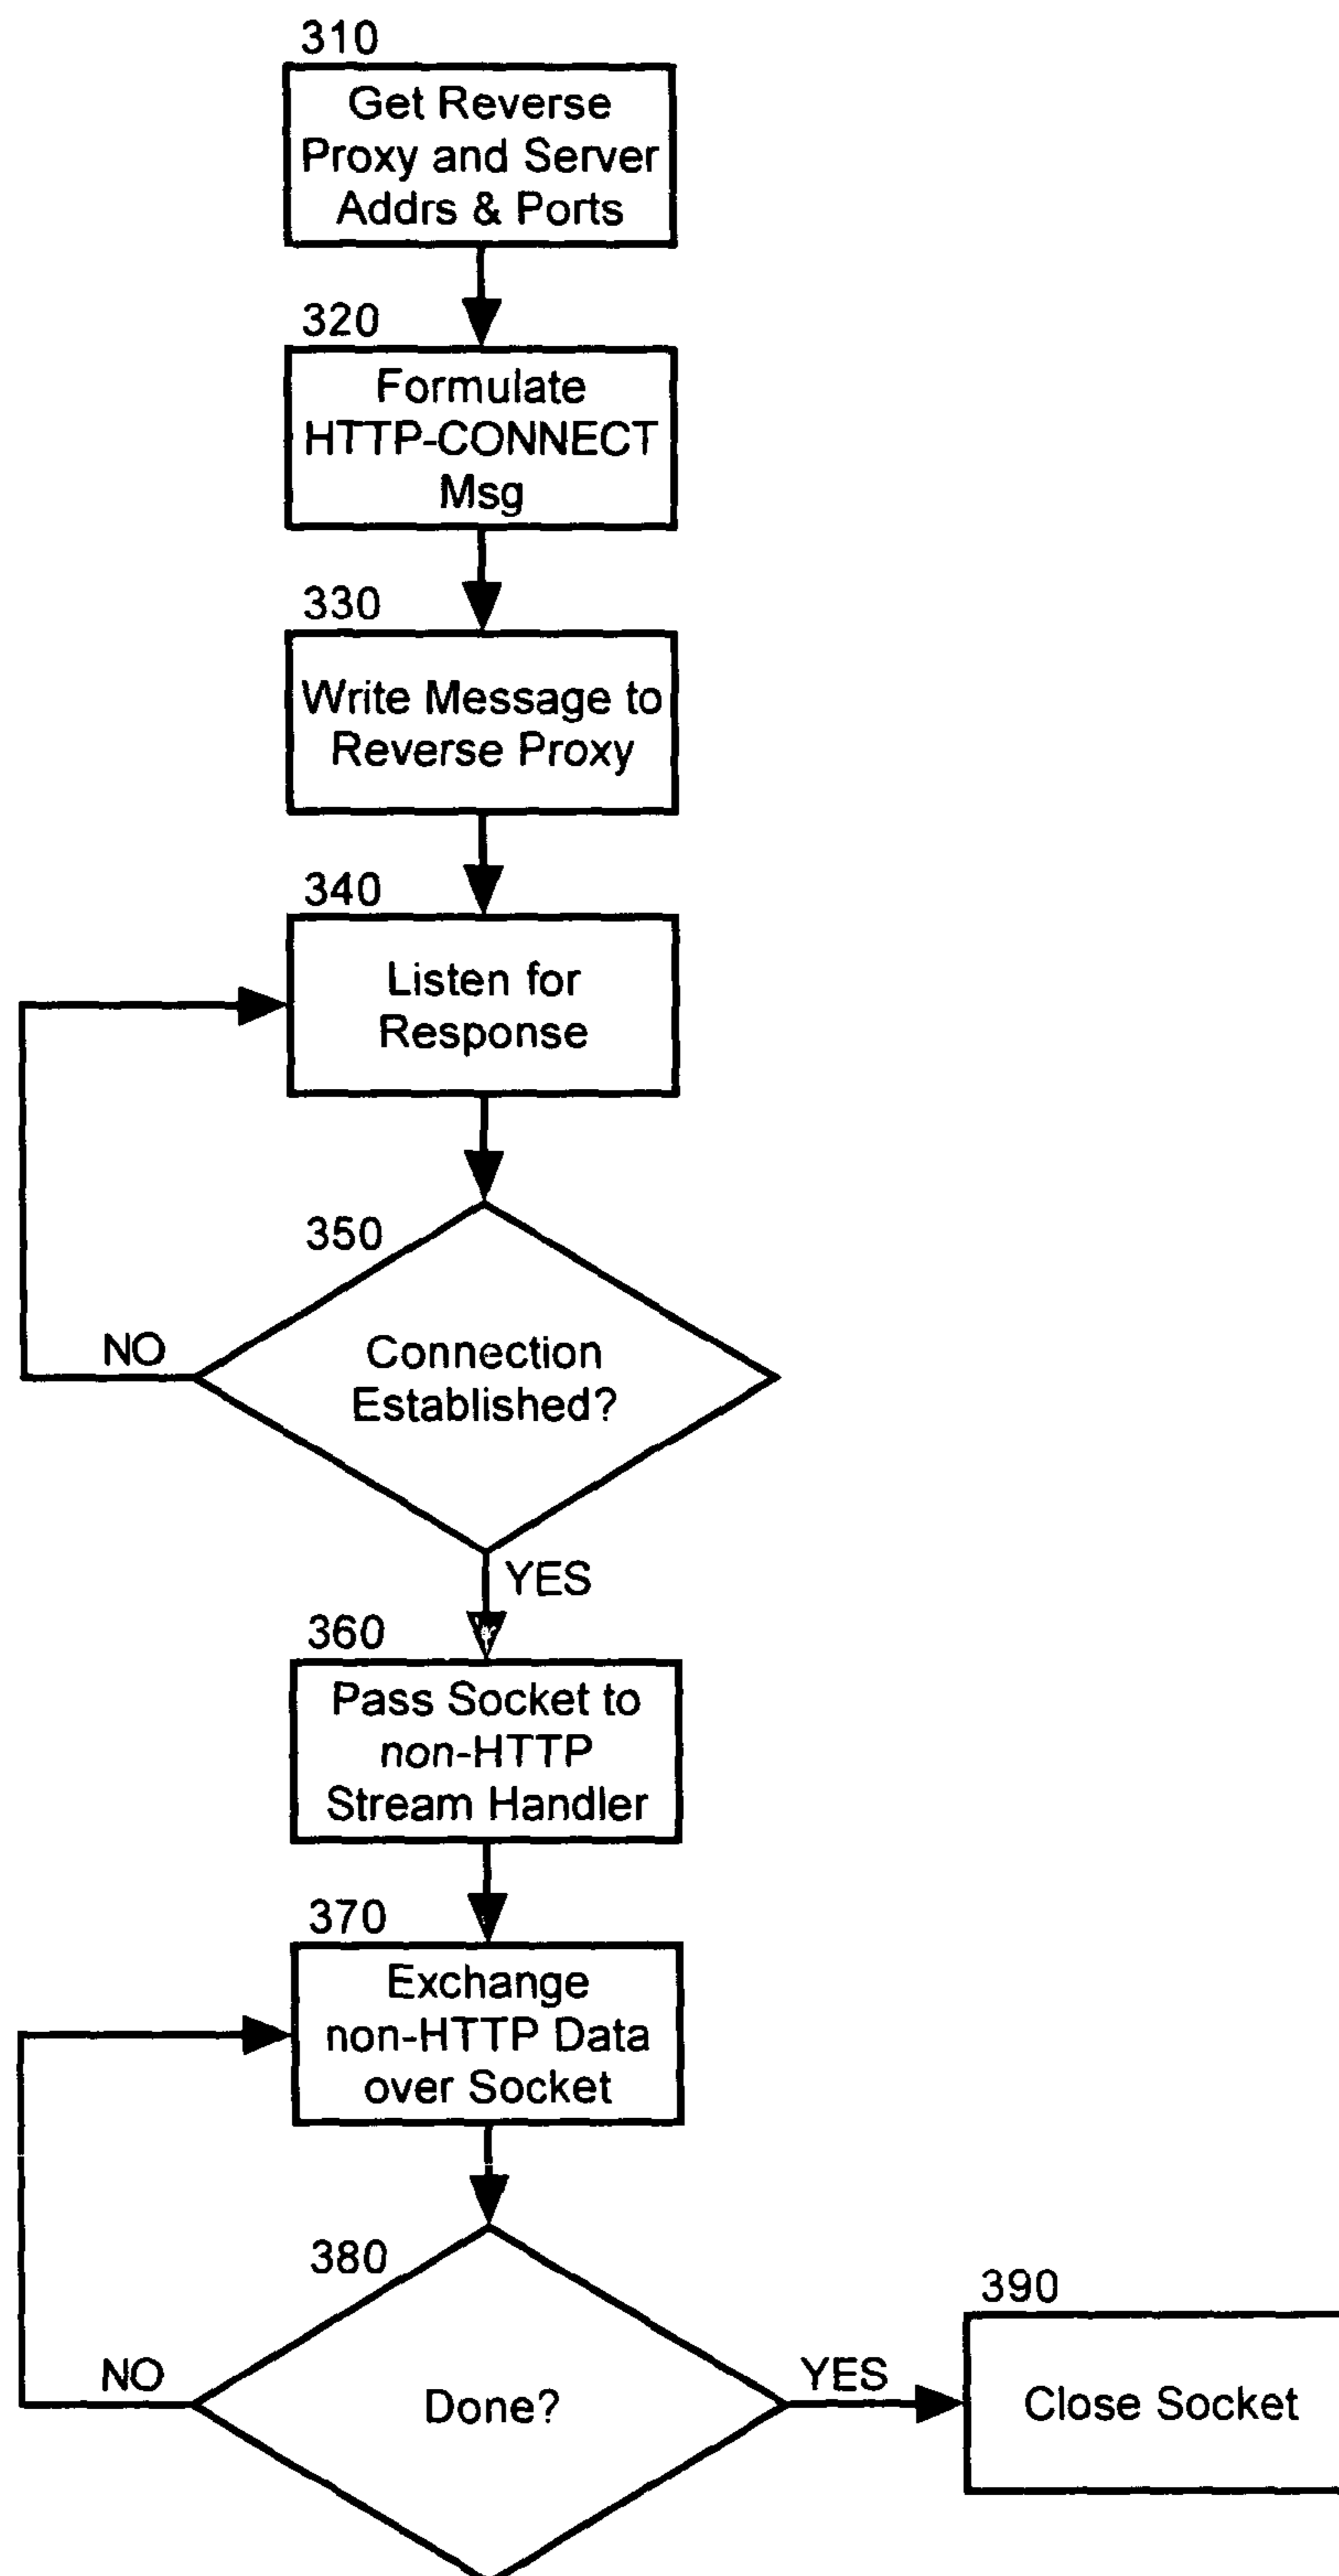 310
Get Reverse
Proxy and Server
Addrs & Ports
320
Formulate
HTTP-CONNECT
Msg
330
Write Message to
Reverse Proxy
340
Listen for
Response
350
NO
Connection
Established?
YES
360
Pass Socket to
non-HTTP
Stream Handler
370
Exchange
non-HTTP Data
over Socket
380
NO
Done?
YES
390
Close Socket